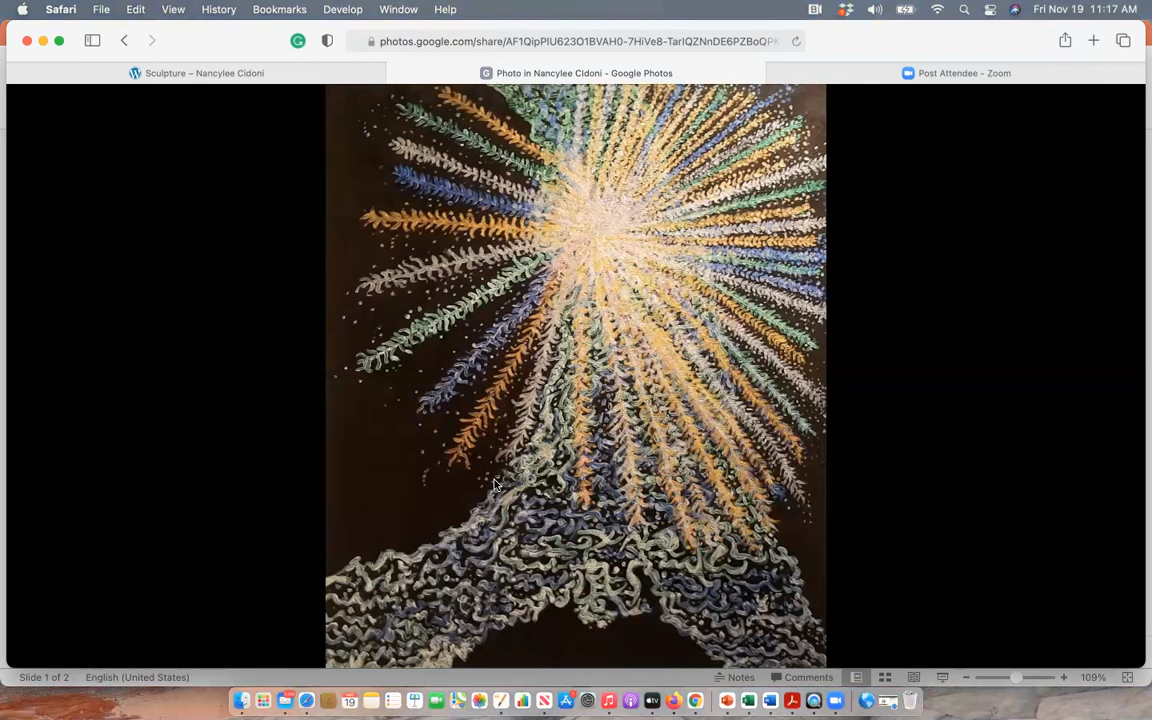 Safari File Edit View History Bookmarks Develop Window Help Fri Nov 19 11:17 AM
photos.google.com/share/AF1QipPIU623O1BVAH0-7HiVe8-TarIQZNnDE6PZBoQPK
Sculpture – Nancylee Cidoni Photo in Nancylee Cidoni - Google Photos Post Attendee - Zoom
Slide 1 of 2 English (United States) Notes Comments 109%
19